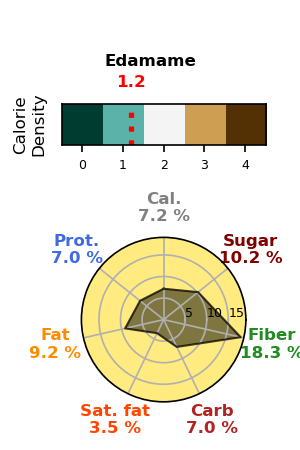 Edamame
1.2
Calorie
Density
0 1 2 3 4
Cal.
7.2 %
Prot.
7.0 %
Sugar
10.2 %
5 10 15
Fat
9.2 %
Fiber
18.3 %
Sat. fat
3.5 %
Carb
7.0 %